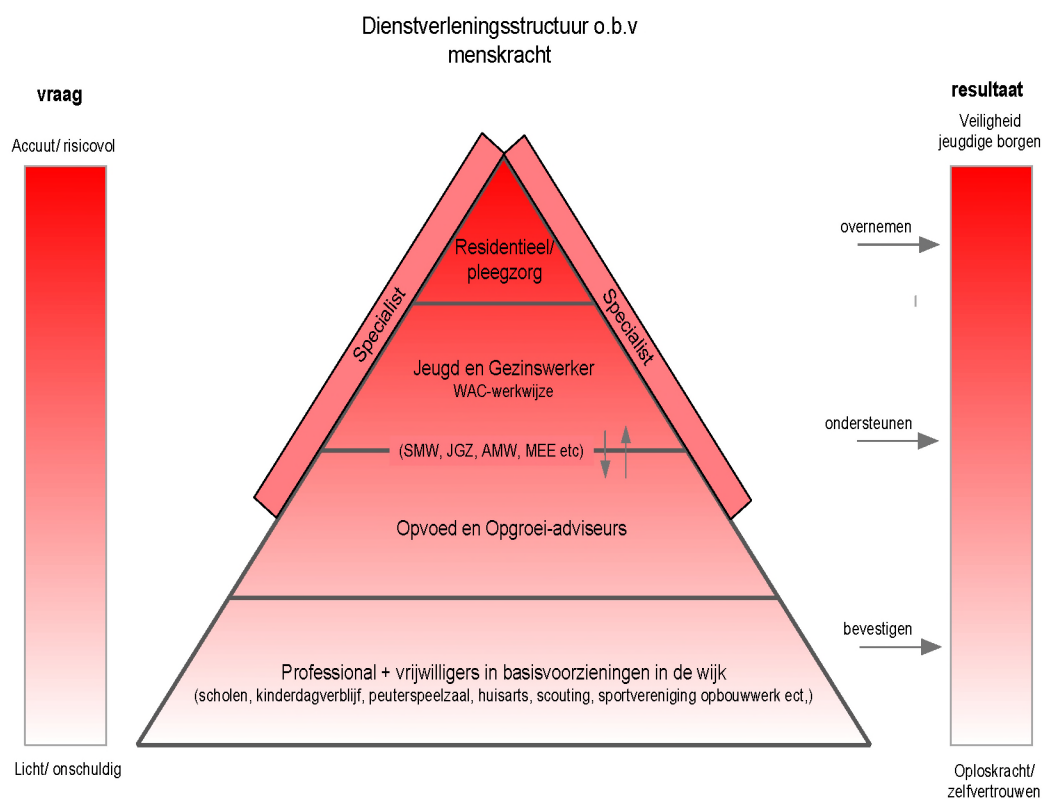 Dienstverleningsstructuur o.b.v
menskracht
vraag
Accuut/ risicovol
Licht/ onschuldig
Specialist
Specialist
Residentieel/
pleegzorg
Jeugd en Gezinswerker
WAC-werkwijze
(SMW, JGZ, AMW, MEE etc)
Opvoed en Opgroei-adviseurs
Professional + vrijwilligers in basisvoorzieningen in de wijk
(scholen, kinderdagverblijf, peuterspeelzaal, huisarts, scouting, sportvereniging opbouwwerk ect,)
overnemen
ondersteunen
bevestigen
resultaat
Veiligheid
jeugdige borgen
Oploskracht/
zelfvertrouwen